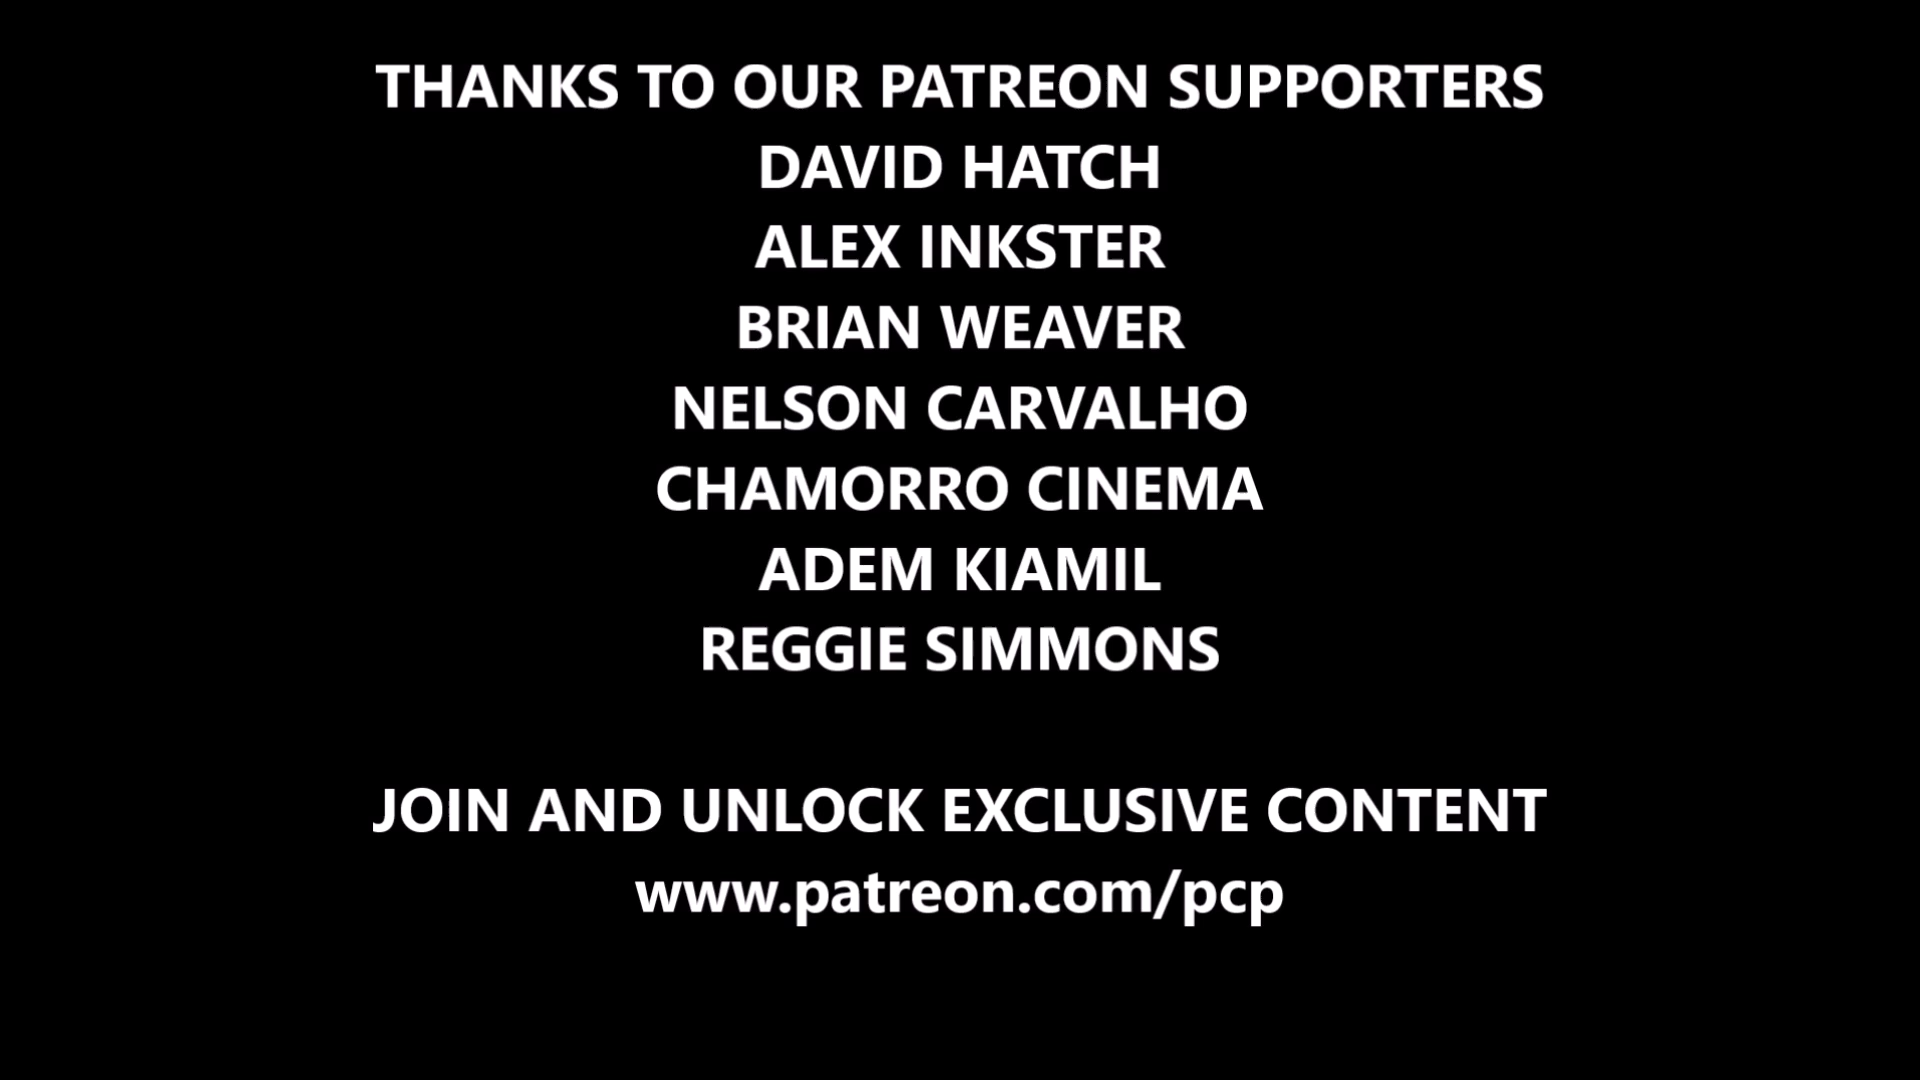 THANKS TO OUR PATREON SUPPORTERS
DAVID HATCH
ALEX INKSTER
BRIAN WEAVER
NELSON CARVALHO
CHAMORRO CINEMA
ADEM KIAMIL
REGGIE SIMMONS
JOIN AND UNLOCK EXCLUSIVE CONTENT
www.patreon.com/pcp